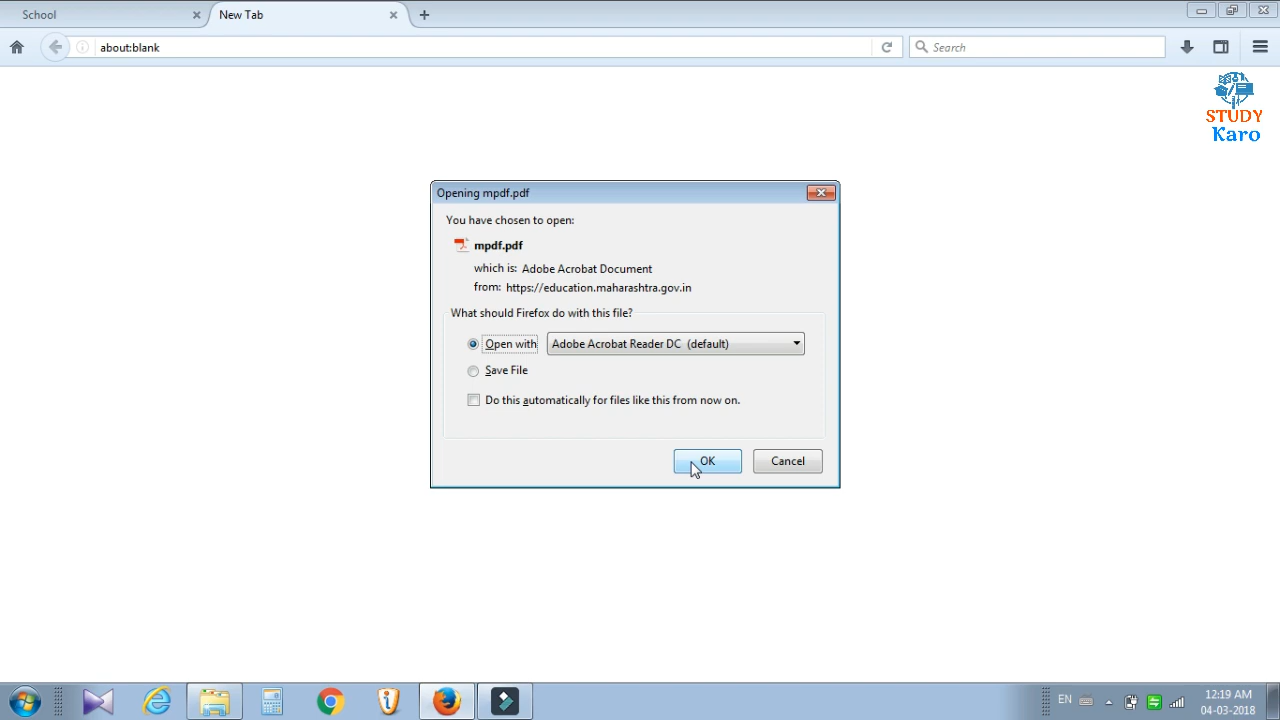 School
New Tab
about:blank
Search
STUDY
Karo
Opening mpdf.pdf
You have chosen to open:
mpdf.pdf
which is: Adobe Acrobat Document
from: https://education.maharashtra.gov.in
What should Firefox do with this file?
Open with
Adobe Acrobat Reader DC (default)
Save File
Do this automatically for files like this from now on.
OK
Cancel
EN
12:19 AM
04-03-2018